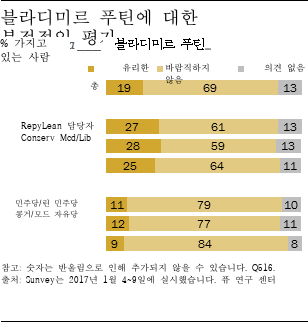 블라디미르 푸틴에 대한
부정적인 평가
% 가지고 블라디미르 푸틴
있는 사람
유리한 바람직하지 의견 없음
않음
총 19 69 13
RepyLean 담당자 27 61 13
Conserv Mod/Lib 28 59 13
25 64 11
민주당/린 민주당 11 79 10
콩거/모드 자유당 12 77 11
9 84 8
참고: 숫자는 반올림으로 인해 추가되지 않을 수 있습니다. Q616.
출처: Survey는 2017년 1월 4~9일에 실시했습니다. 퓨 연구 센터